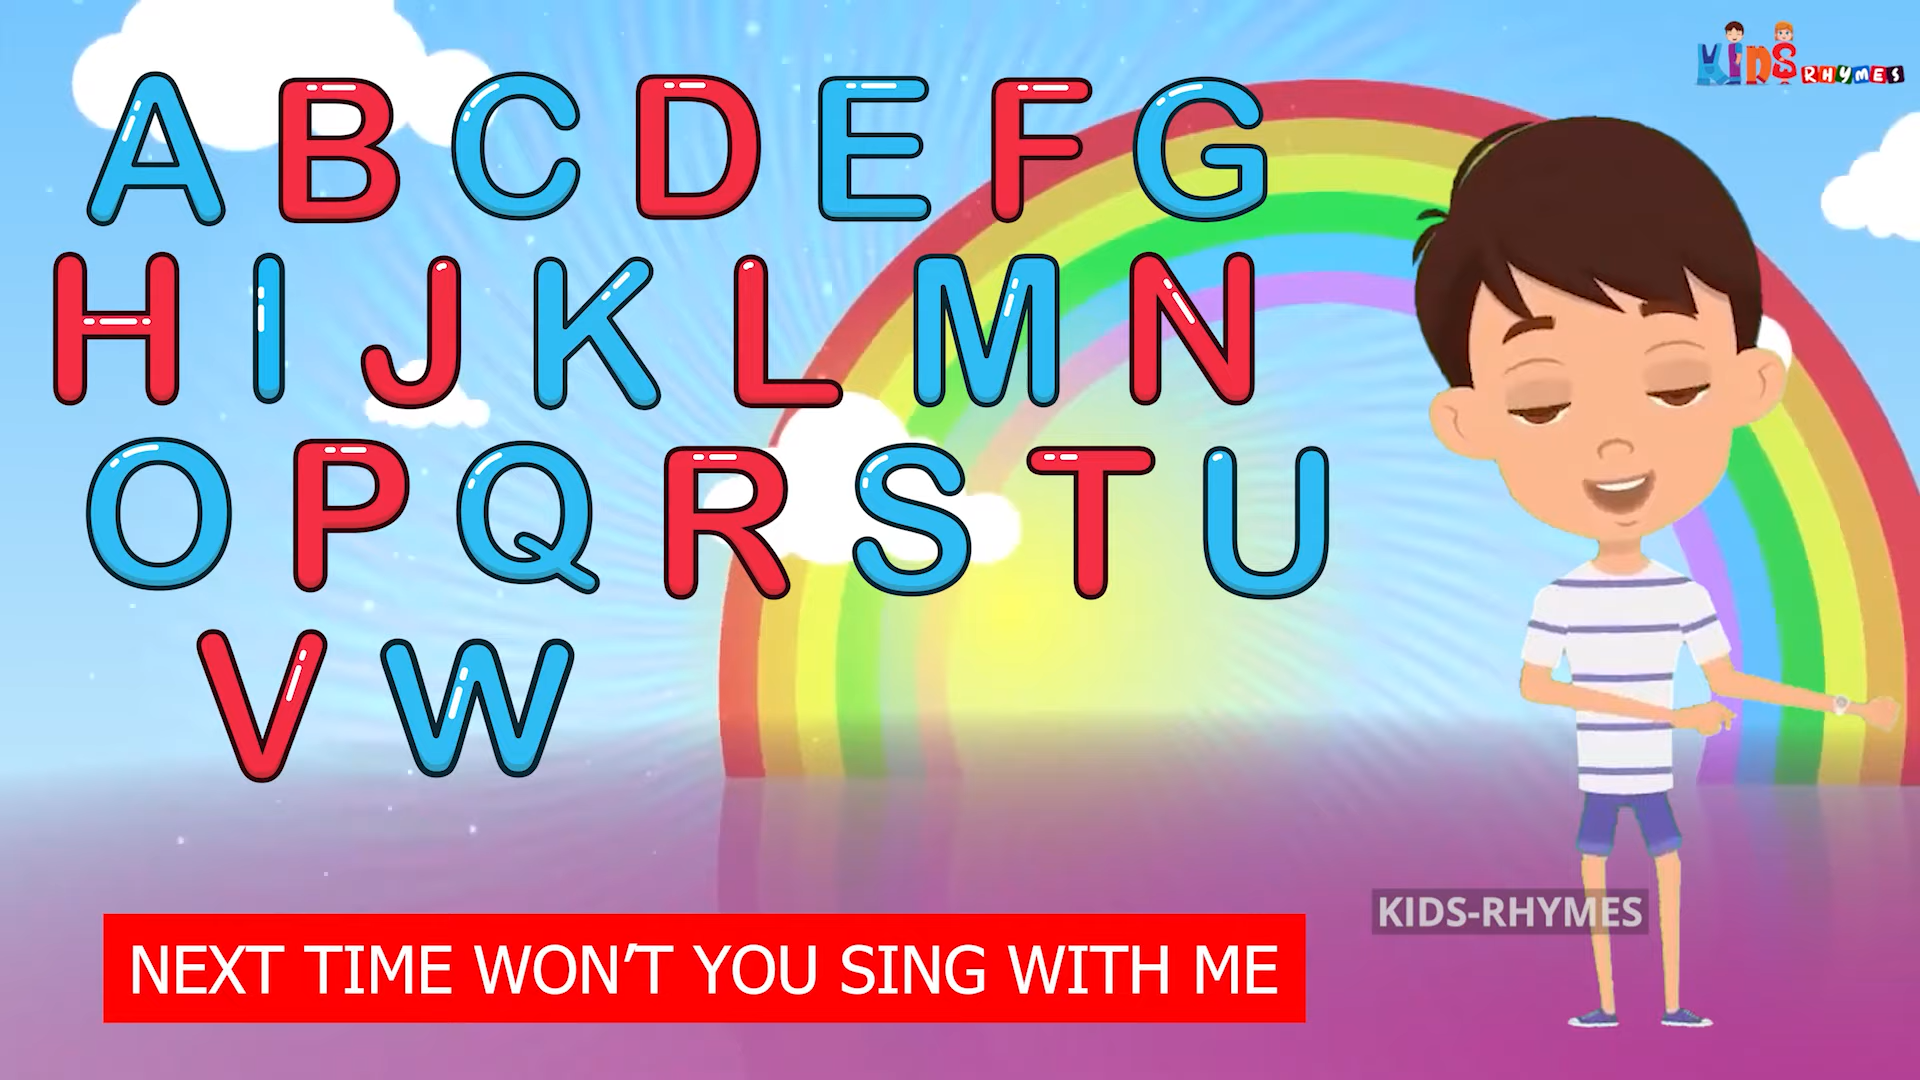 KIDS RHYMES
A B C D E F G
H I J K L M N
O P Q R S T U
V W
KIDS-RHYMES
NEXT TIME WON’T YOU SING WITH ME